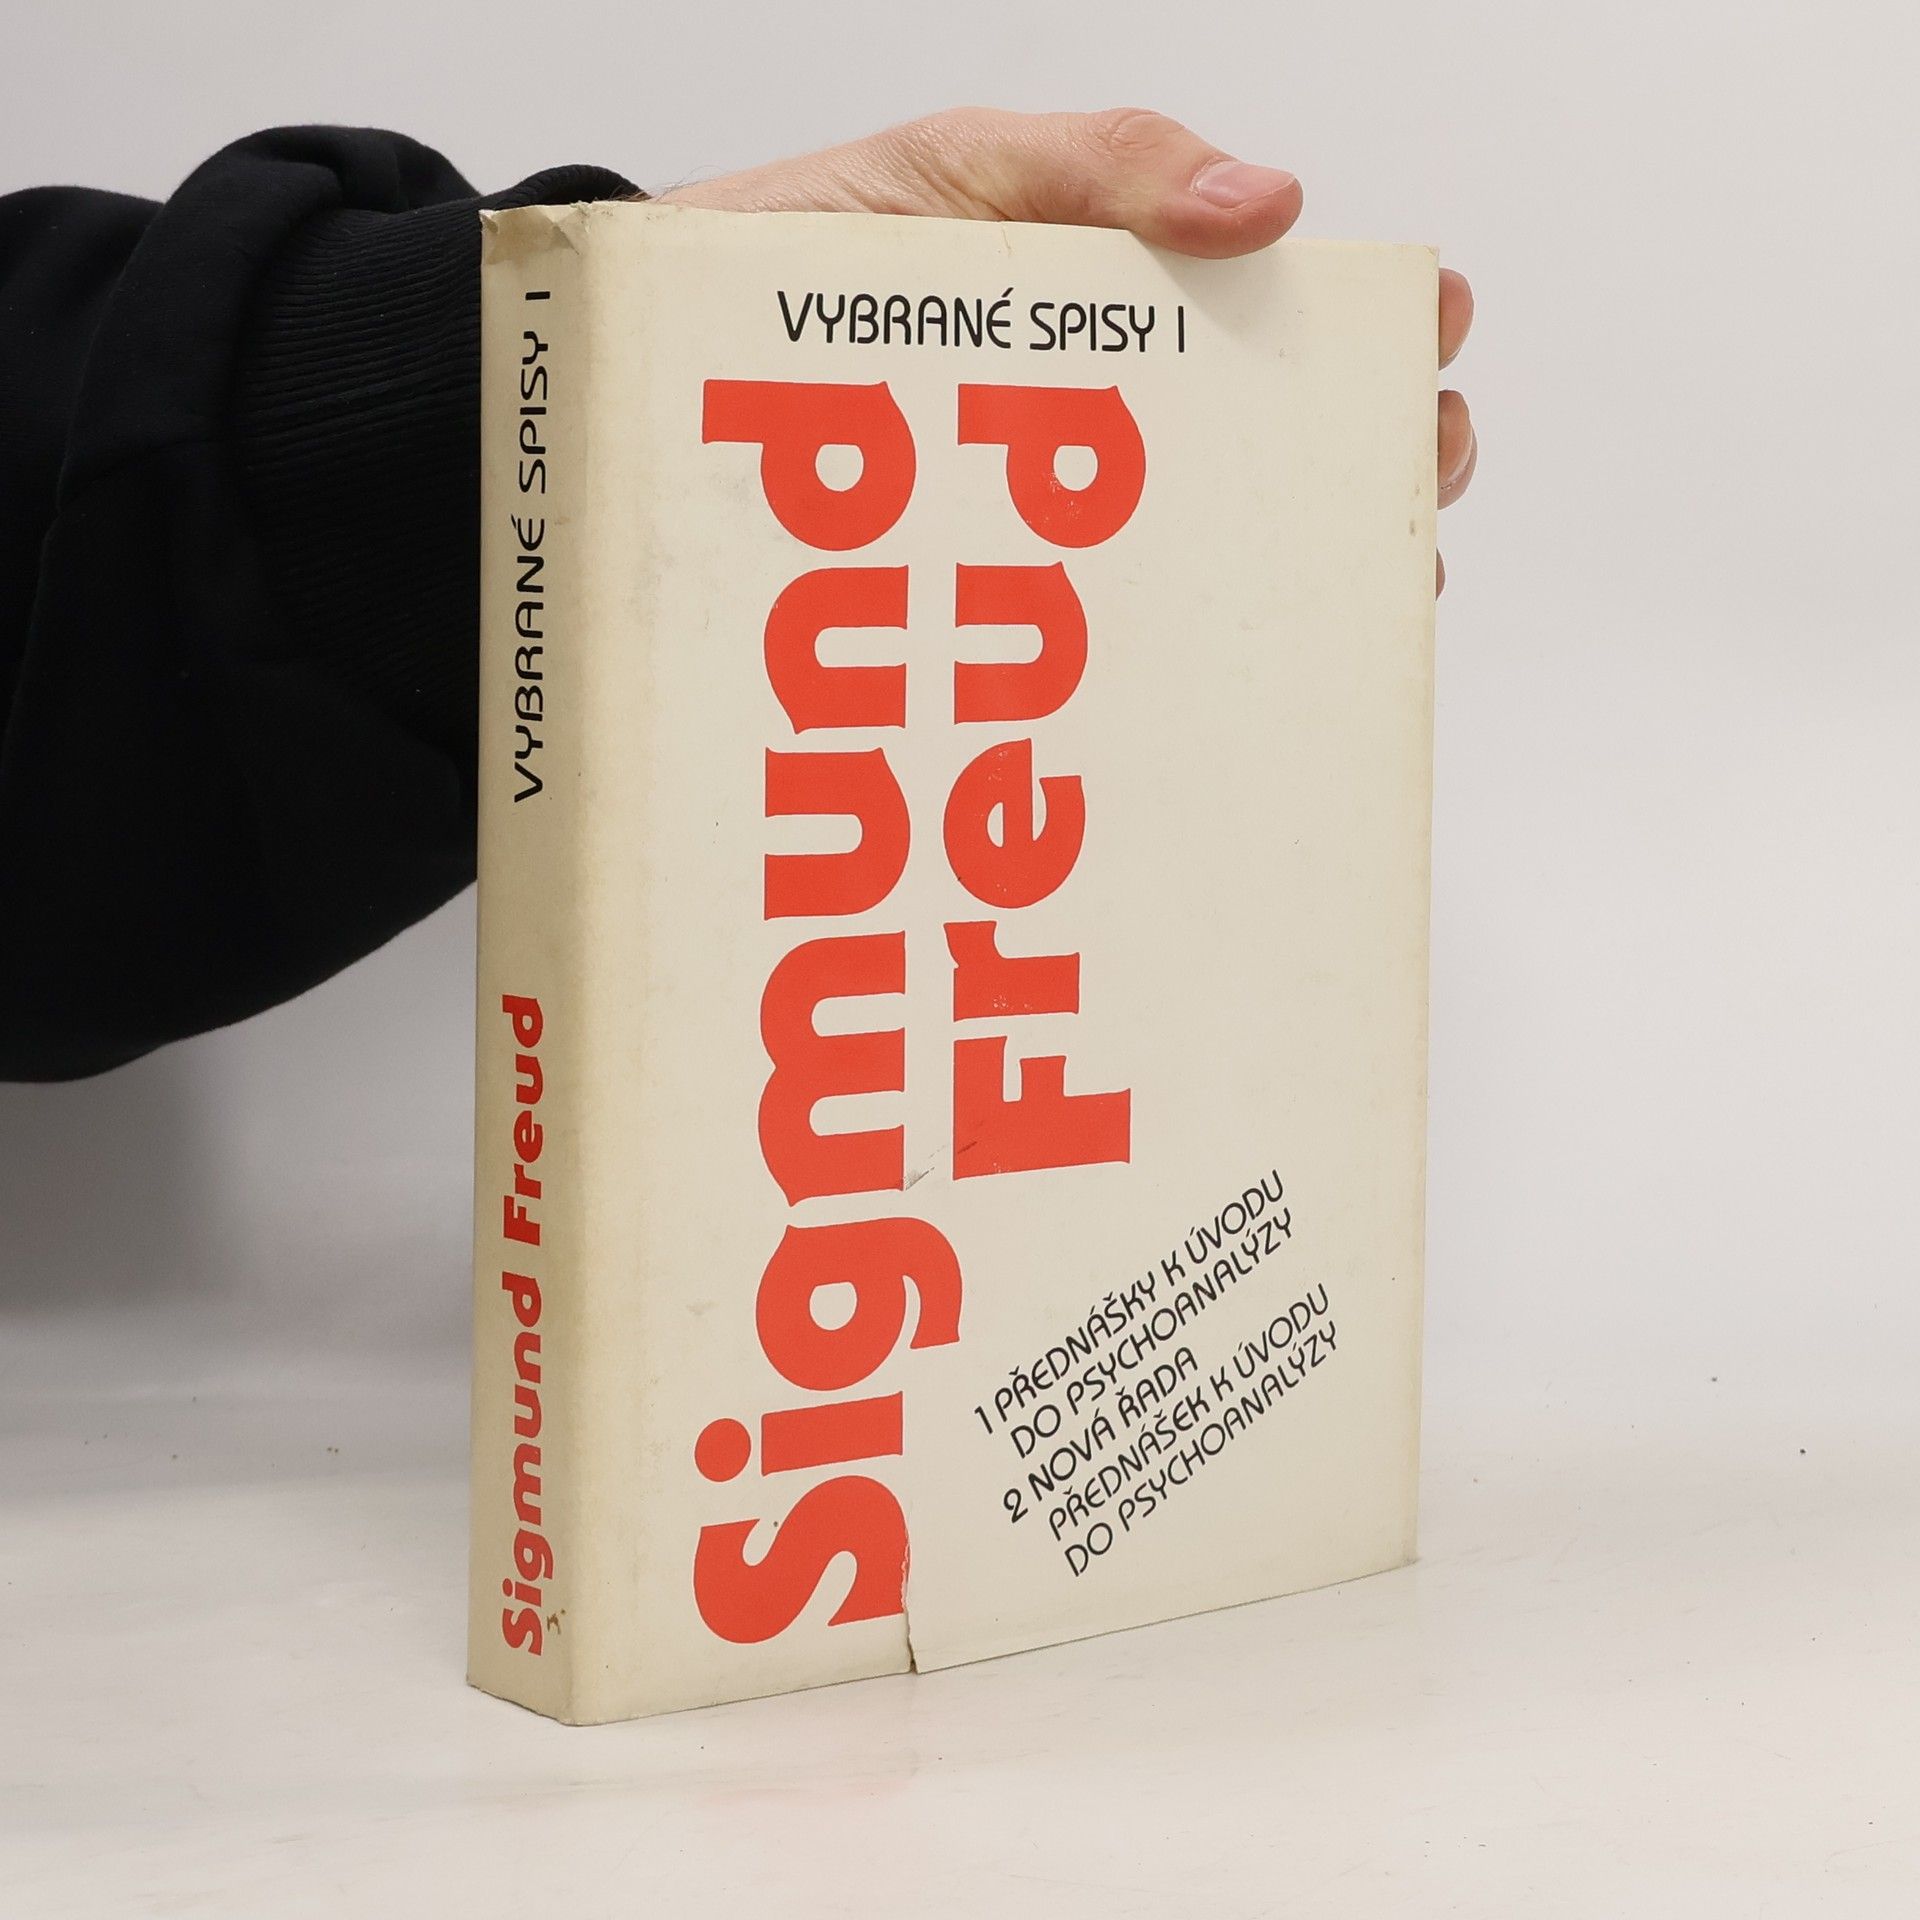 VYBRANÉ SPISY I
Sigmund Freud
VYBRANÉ SPISY I
Sigmund
Freud
1 PŘEDNÁŠKY K ÚVODU
DO PSYCHOANALÝZY
2 NOVÁ ŘADA
PŘEDNÁŠEK K ÚVODU
DO PSYCHOANALÝZY